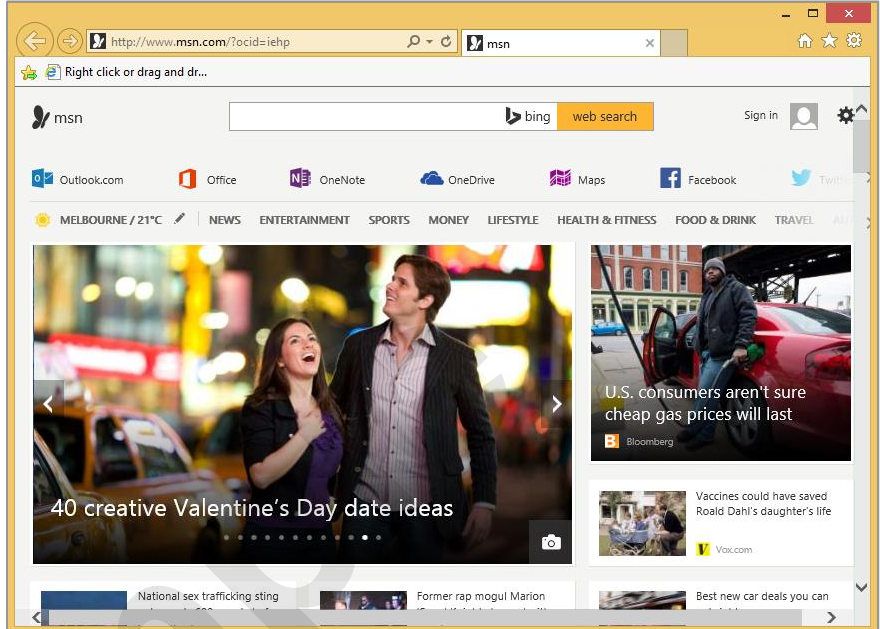 http://www.msn.com/?ocid=iehp
msn
Right click or drag and dr...
msn
bing
web search
Sign in
Outlook.com
Office
OneNote
OneDrive
Maps
Facebook
MELBOURNE / 21°C
NEWS
ENTERTAINMENT
SPORTS
MONEY
LIFESTYLE
HEALTH & FITNESS
FOOD & DRINK
TRAVEL
40 creative Valentine's Day date ideas
U.S. consumers aren't sure
cheap gas prices will last
Bloomberg
Vaccines could have saved
Roald Dahl's daughter's life
Vox.com
National sex trafficking sting
Former rap mogul Marion
Best new car deals you can